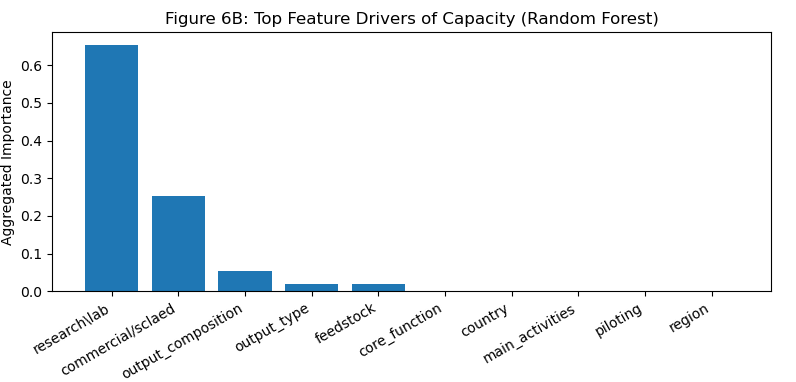 Figure 6B: Top Feature Drivers of Capacity (Random Forest)
Aggregated Importance
0.6
0.5
0.4
0.3
0.2
0.1
0.0
research\lab
commercial/sclaed
output_composition
output_type
feedstock
core_function
country
main_activities
piloting
region